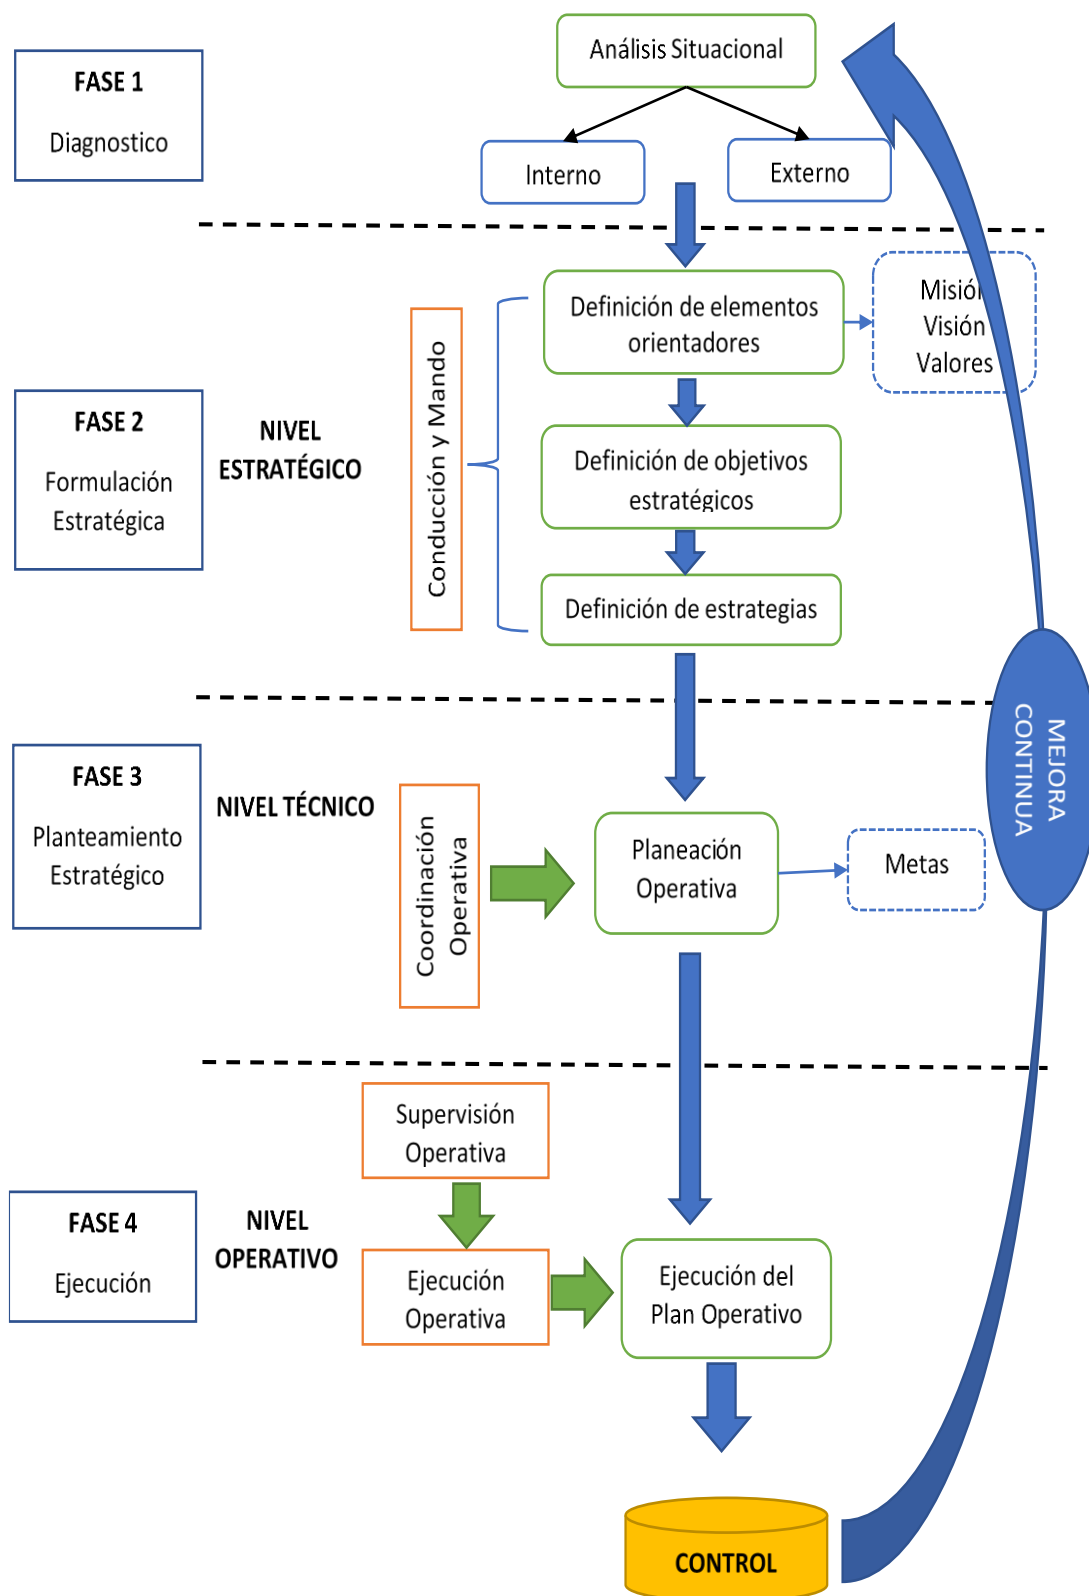 Análisis Situacional
FASE 1
Diagnostico
Interno
Externo
Definición de elementos
orientadores
Misión
Visión
Valores
FASE 2
Formulación
Estratégica
NIVEL
ESTRATÉGICO
Conducción y Mando
Definición de objetivos
estratégicos
Definición de estrategias
MEJORA
CONTINUA
FASE 3
Planteamiento
Estratégico
NIVEL TÉCNICO
Coordinación
Operativa
Planeación
Operativa
Metas
Supervisión
Operativa
FASE 4
Ejecución
NIVEL
OPERATIVO
Ejecución
Operativa
Ejecución del
Plan Operativo
CONTROL